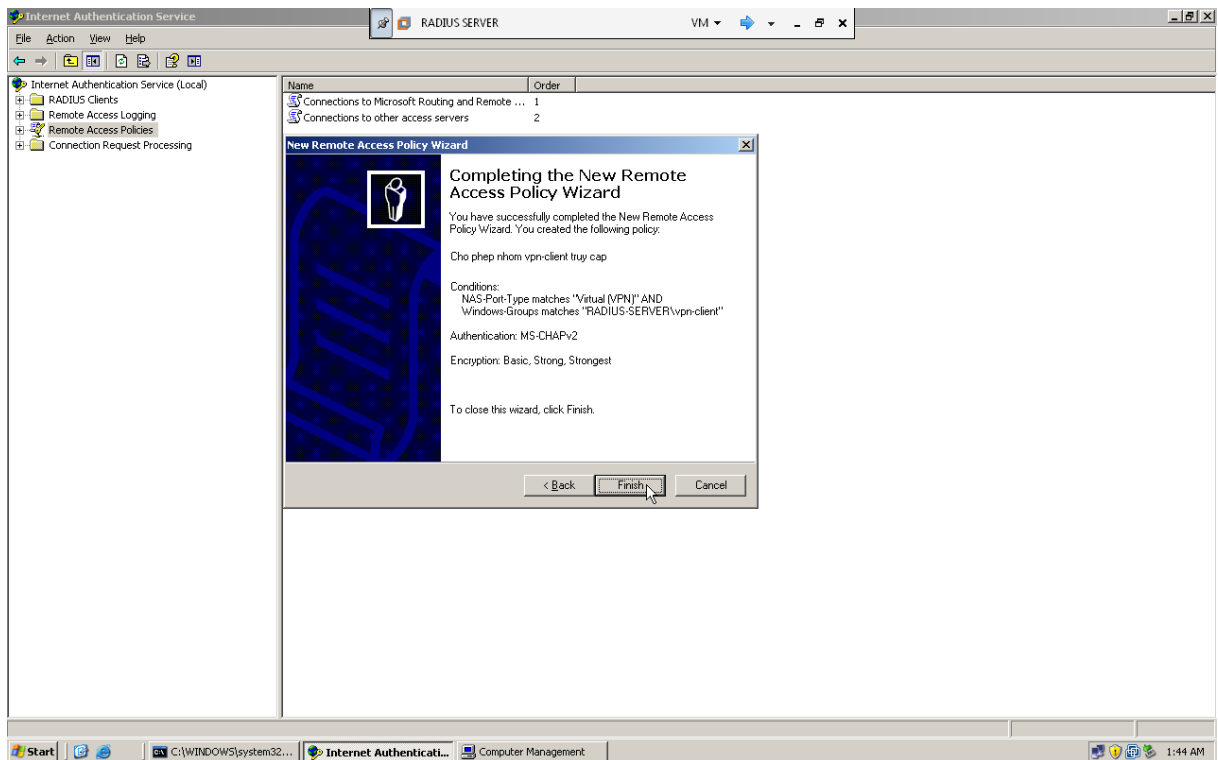 Internet Authentication Service
RADIUS SERVER
VM
File Action View Help
Internet Authentication Service (Local)
RADIUS Clients
Remote Access Logging
Remote Access Policies
Connection Request Processing
Name Order
Connections to Microsoft Routing and Remote ... 1
Connections to other access servers 2
New Remote Access Policy Wizard
Completing the New Remote
Access Policy Wizard
You have successfully completed the New Remote Access
Policy Wizard. You created the following policy:
Cho phep nhom vpn-client truy cap
Conditions:
NAS-Port-Type matches "Virtual (VPN)" AND
Windows-Groups matches "RADIUS-SERVER\vpn-client"
Authentication: MS-CHAPv2
Encryption: Basic, Strong, Strongest
To close this wizard, click Finish.
< Back Finish Cancel
Start C:\WINDOWS\system32... Internet Authenticati... Computer Management 1:44 AM